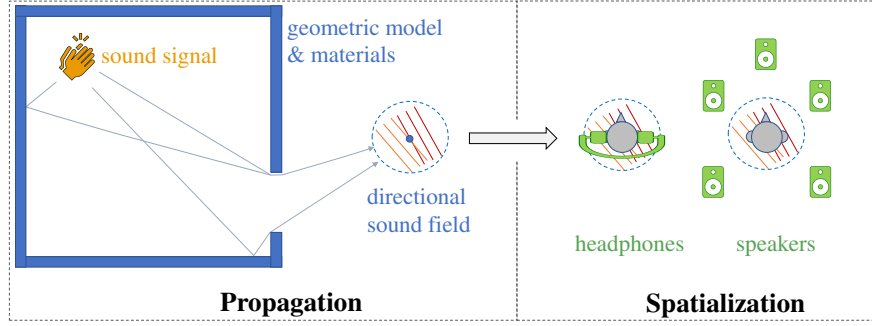 geometric model
& materials
sound signal
directional
sound field
Propagation
headphones
speakers
Spatialization